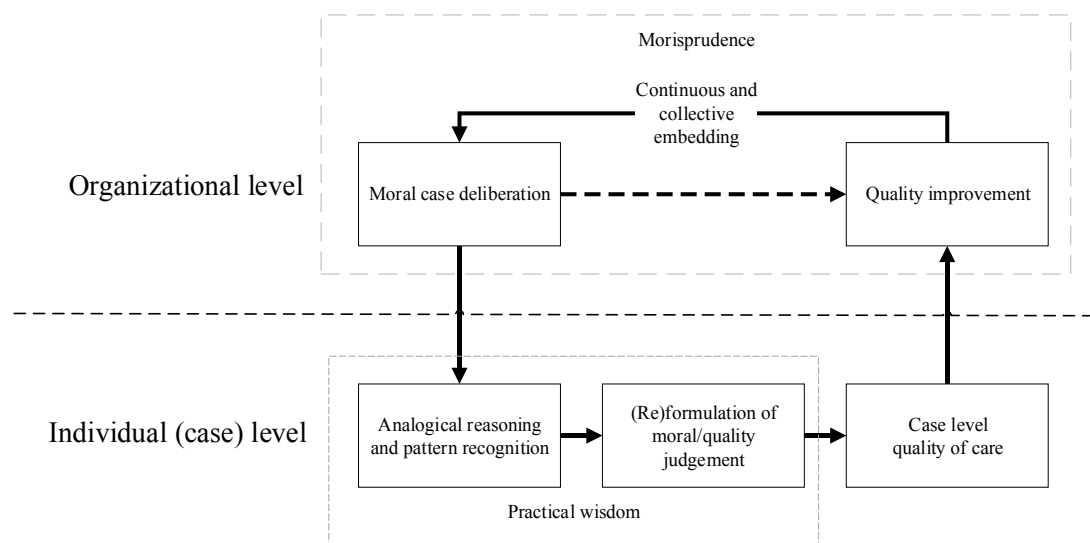 Morisprudence
Continuous and
collective
embedding
Organizational level
Moral case deliberation
Quality improvement
Individual (case) level
Analogical reasoning
and pattern recognition
(Re)formulation of
moral/quality
judgement
Case level
quality of care
Practical wisdom